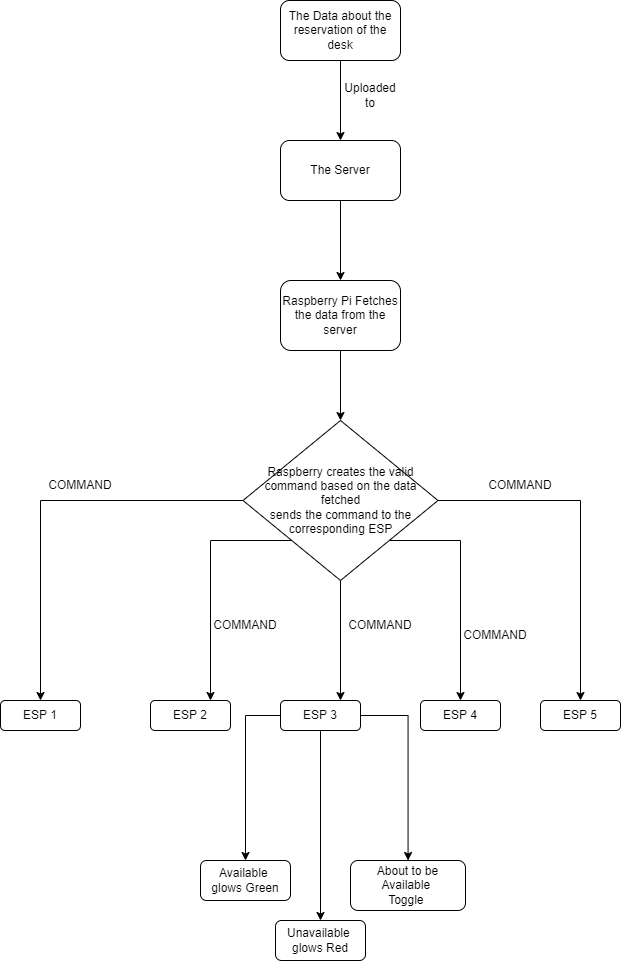 The Data about the
reservation of the
desk
Uploaded
to
The Server
Raspberry Pi Fetches
the data from the
server
Raspberry creates the valid
command based on the data
fetched
sends the command to the
corresponding ESP
COMMAND
COMMAND
COMMAND
COMMAND
COMMAND
ESP 1
ESP 2
ESP 3
ESP 4
ESP 5
Available
glows Green
About to be
Available
Toggle
Unavailable
glows Red